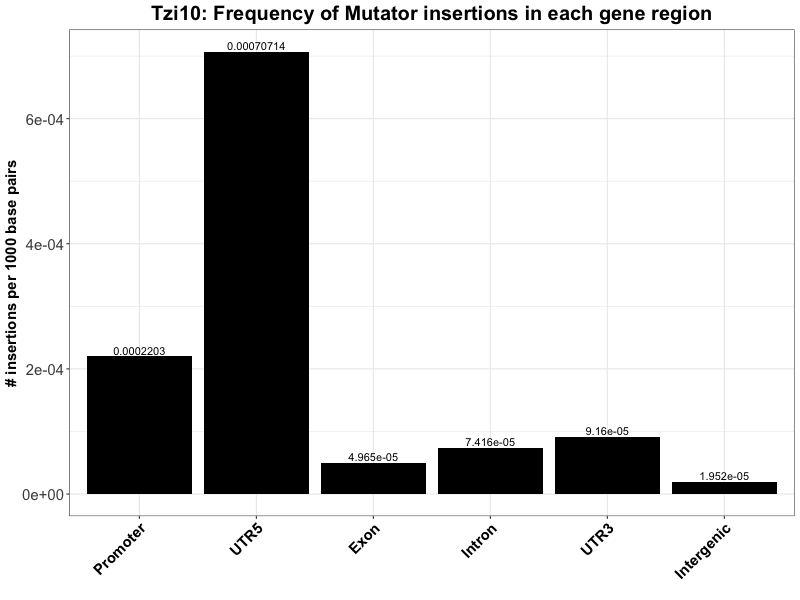 Tzi10: Frequency of Mutator insertions in each gene region
# insertions per 1000 base pairs
6e-04
4e-04
2e-04
0e+00
0.0002203
0.00070714
4.965e-05
7.416e-05
9.16e-05
1.952e-05
Promoter
UTR5
Exon
Intron
UTR3
Intergenic